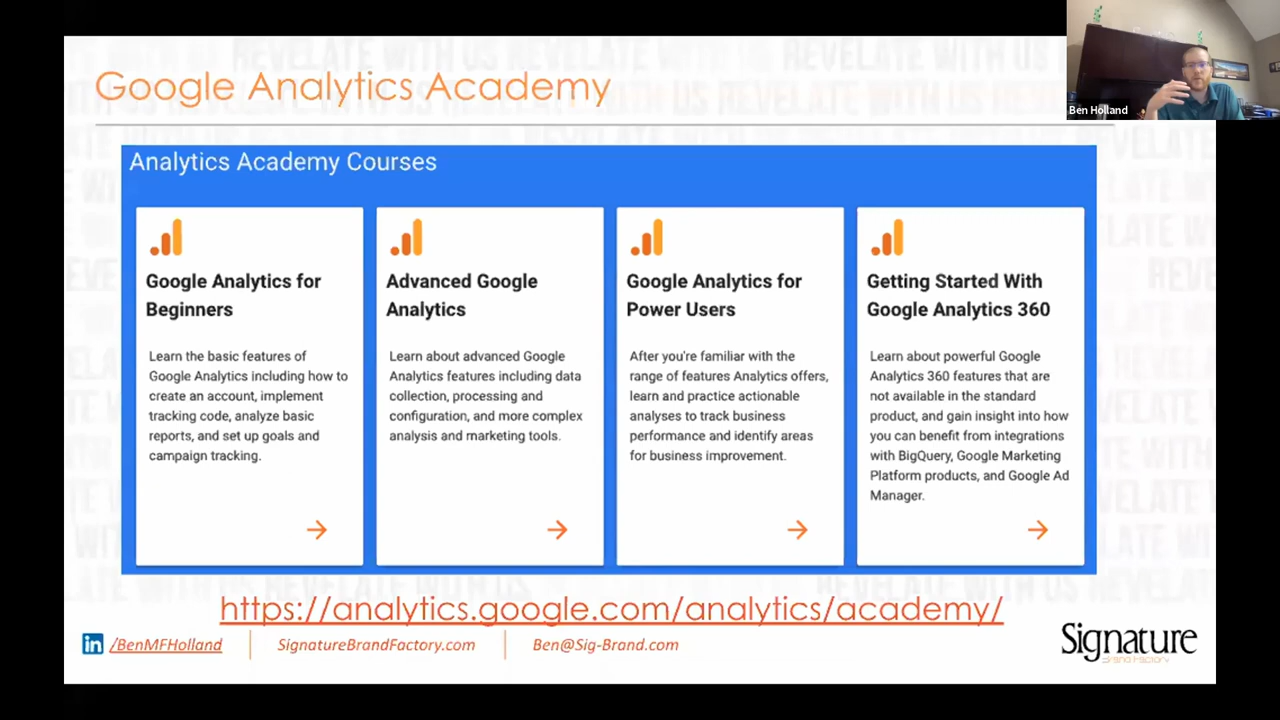 Google Analytics Academy
Ben Holland
Analytics Academy Courses
Google Analytics for
Beginners
Learn the basic features of
Google Analytics including how to
create an account, implement
tracking code, analyze basic
reports, and set up goals and
campaign tracking.
Advanced Google
Analytics
Learn about advanced Google
Analytics features including data
collection, processing and
configuration, and more complex
analysis and marketing tools.
Google Analytics for
Power Users
After you're familiar with the
range of features Analytics offers,
learn and practice actionable
analyses to track business
performance and identify areas
for business improvement.
Getting Started With
Google Analytics 360
Learn about powerful Google
Analytics 360 features that are
not available in the standard
product, and gain insight into how
you can benefit from integrations
with BigQuery, Google Marketing
Platform products, and Google Ad
Manager.
https://analytics.google.com/analytics/academy/
in /BenMFHolland
SignatureBrandFactory.com
Ben@Sig-Brand.com
Signature
Brand Factory